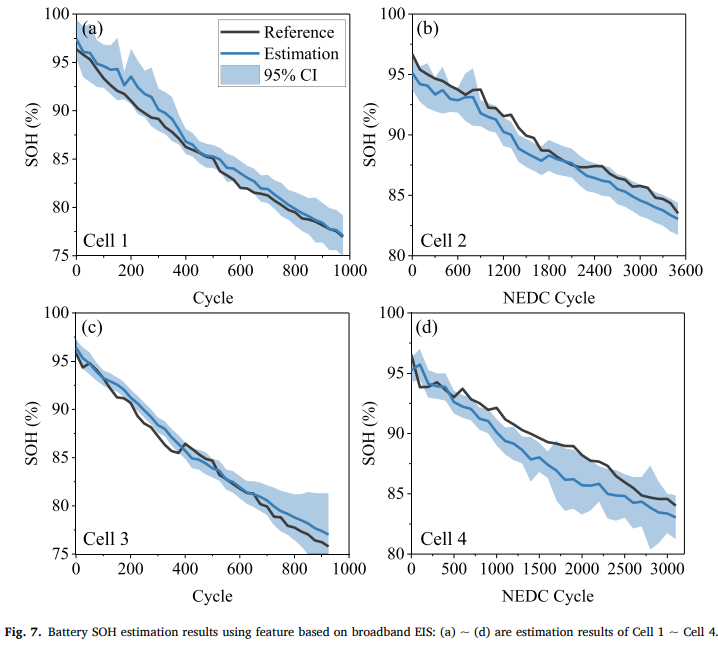 (a)
Reference
Estimation
95% CI
100
95
90
85
80
75
SOH (%)
Cell 1
0 200 400 600 800 1000
Cycle
(b)
100
95
90
85
80
SOH (%)
Cell 2
0 600 1200 1800 2400 3000 3600
NEDC Cycle
(c)
100
95
90
85
80
75
SOH (%)
Cell 3
0 200 400 600 800 1000
Cycle
(d)
100
95
90
85
80
SOH (%)
Cell 4
0 500 1000 1500 2000 2500 3000
NEDC Cycle
Fig. 7. Battery SOH estimation results using feature based on broadband EIS: (a) ~ (d) are estimation results of Cell 1 ~ Cell 4.